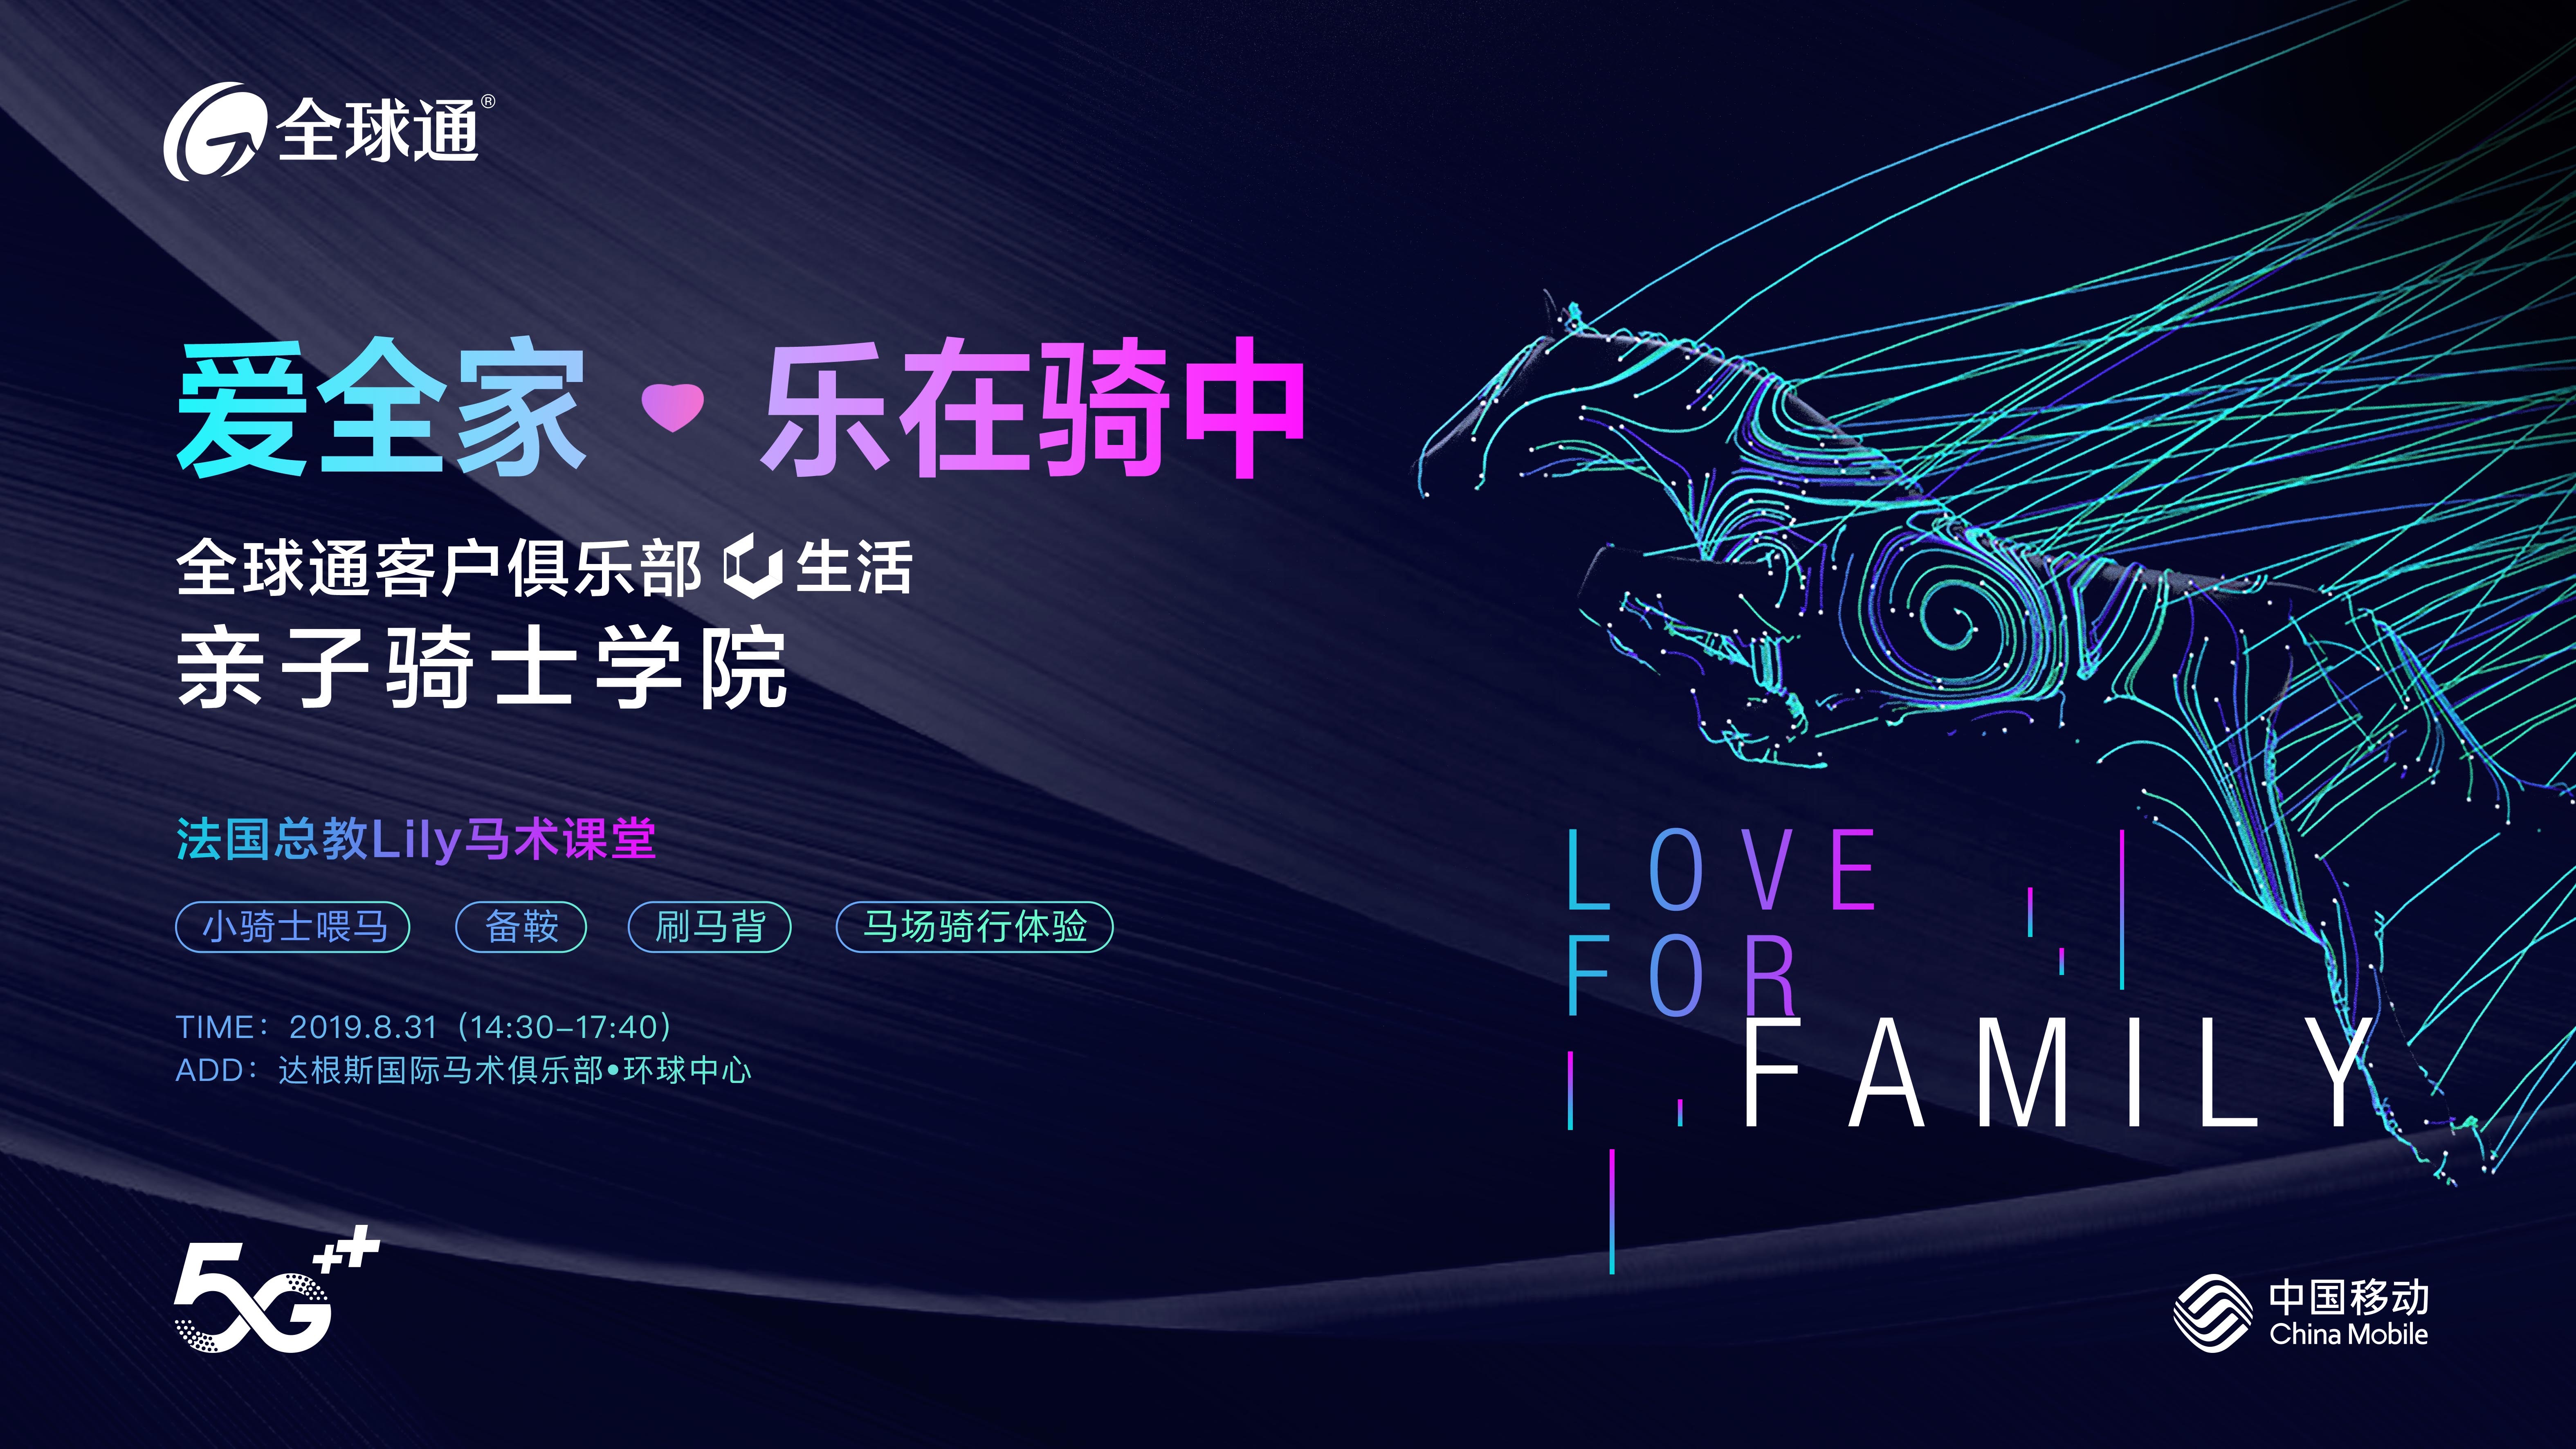 全球通®
爱全家 乐在骑中
全球通客户俱乐部 生活
亲子骑士学院
法国总教Lily马术课堂
小骑士喂马 备鞍 刷马背 马场骑行体验
TIME：2019.8.31（14:30-17:40）
ADD：达根斯国际马术俱乐部•环球中心
LOVE
FOR
FAMILY
5G++
中国移动
China Mobile